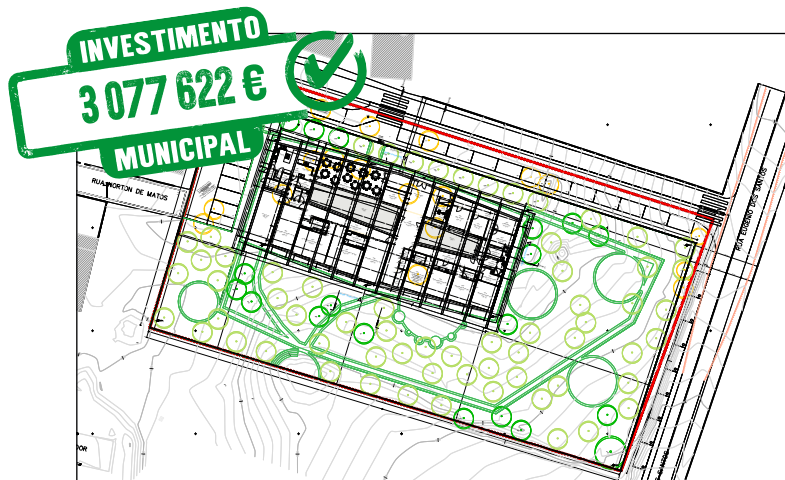 INVESTIMENTO
3 077 622 €
MUNICIPAL
RUA NORTON DE MATOS
RUA EUGÉNIO DOS SANTOS